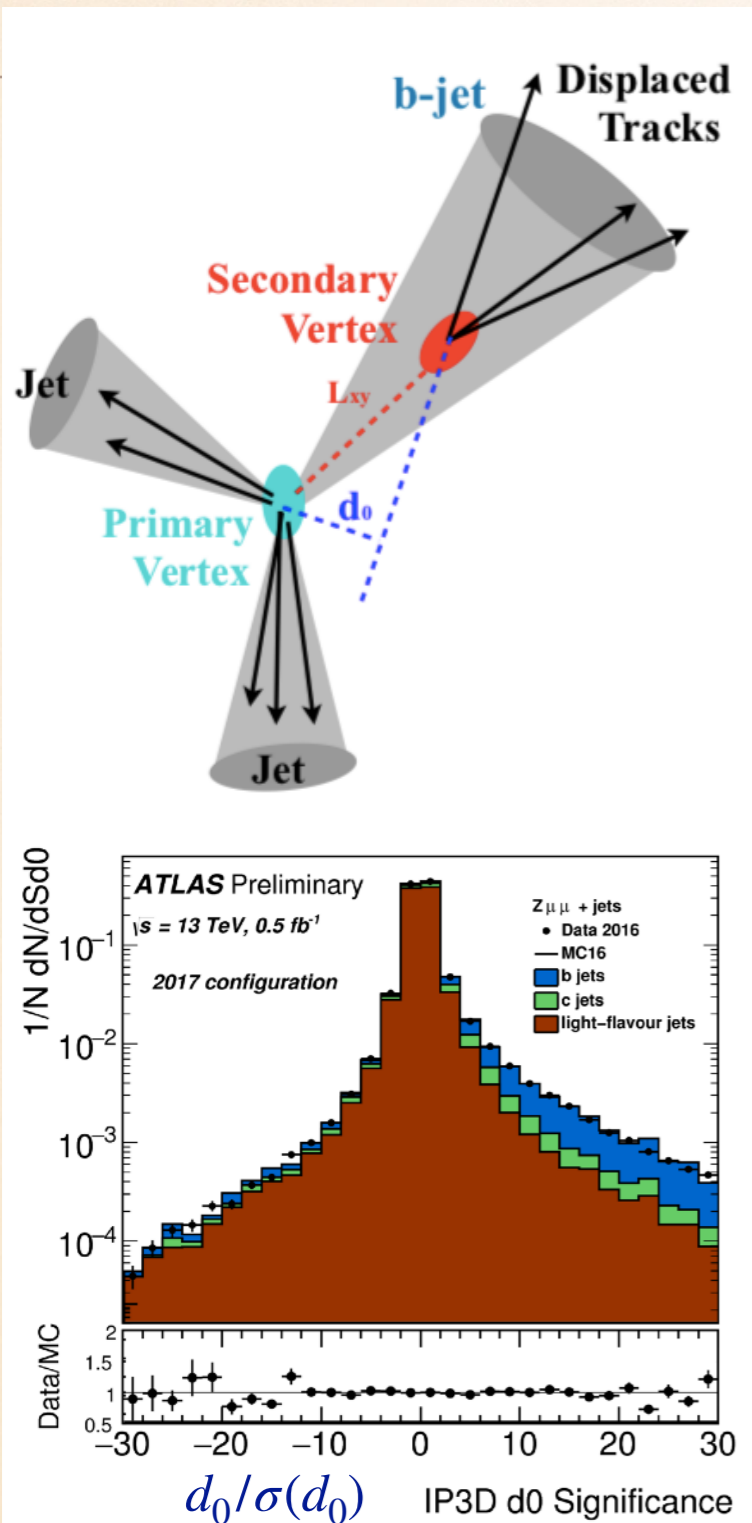 b-jet
Displaced
Tracks
Secondary
Vertex
Jet
Lxy
d0
Primary
Vertex
Jet
1/N dN/dSd0
ATLAS Preliminary
√s = 13 TeV, 0.5 fb⁻¹
2017 configuration
Z μμ + jets
Data 2016
MC16
b jets
c jets
light-flavour jets
10⁻¹
10⁻²
10⁻³
10⁻⁴
Data/MC
2
1.5
1
0.5
−30 −20 −10 0 10 20 30
d₀/σ(d₀) IP3D d0 Significance